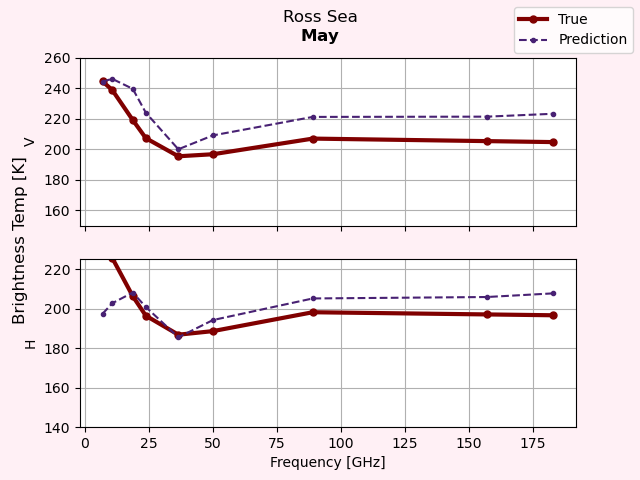 Ross Sea
May
True
Prediction
Brightness Temp [K]
V
260
240
220
200
180
160
H
220
200
180
160
140
0 25 50 75 100 125 150 175
Frequency [GHz]